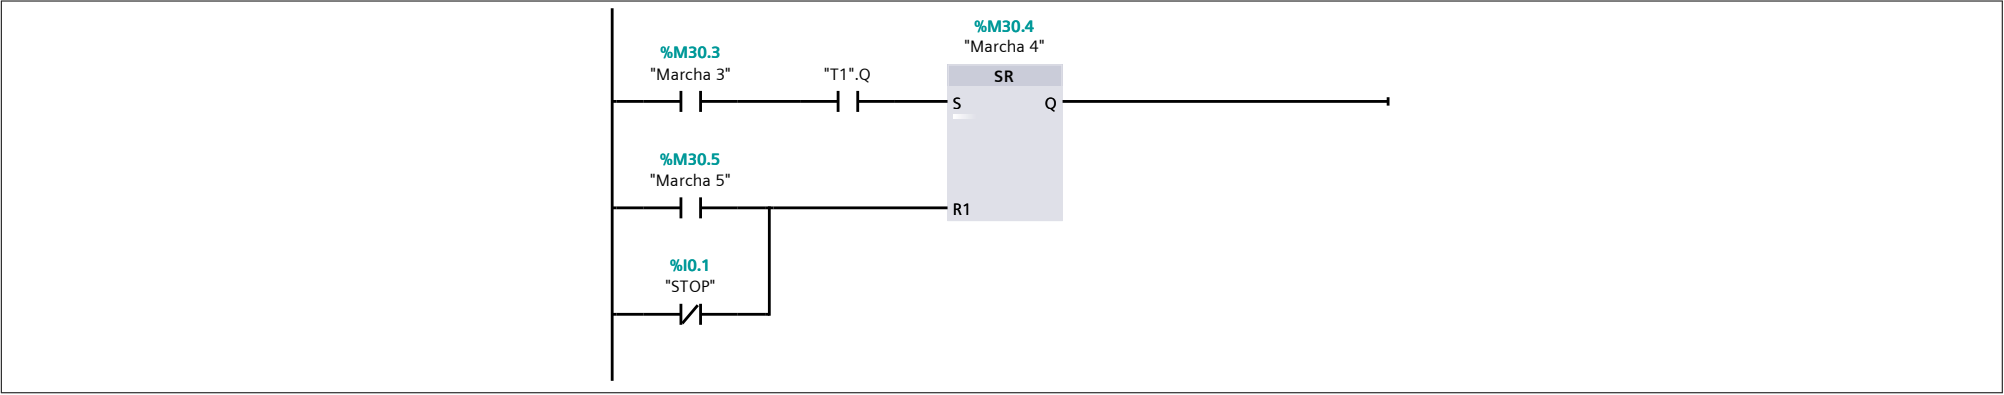 %M30.4
"Marcha 4"
%M30.3
"Marcha 3"
"T1".Q
SR
S
Q
%M30.5
"Marcha 5"
R1
%I0.1
"STOP"